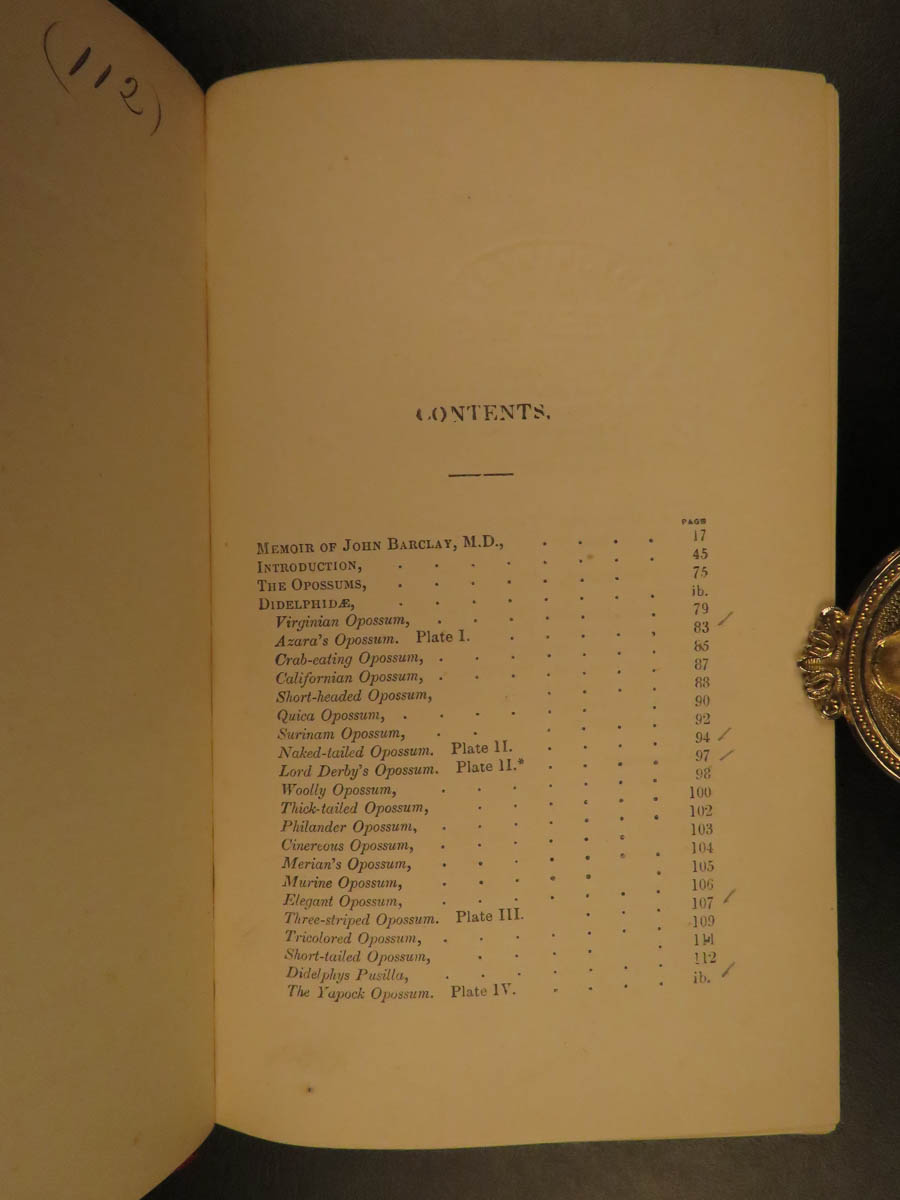 (112)
CONTENTS.
PAGE
MEMOIR OF JOHN BARCLAY, M.D., . . . . 17
INTRODUCTION, . . . . . . . . 45
THE OPOSSUMS, . . . . . . . 75
DIDELPHIDÆ, . . . . . . . ib.
Virginian Opossum, . . . . . . . 79
Azara's Opossum. Plate I. . . . . . 83
Crab-eating Opossum, . . . . . . . 85
Californian Opossum, . . . . . . . 87
Short-headed Opossum, . . . . 88
Quica Opossum, . . . . . . . 90
Surinam Opossum, . . . . . . 92
Naked-tailed Opossum. Plate II. . . . . 94
Lord Derby's Opossum. Plate II.* . . . . 97
Woolly Opossum, . . . . . . . 98
Thick-tailed Opossum, . . . . . . 100
Philander Opossum, . . . . . . 102
Cinereous Opossum, . . . . . . . 103
Merian's Opossum, . . . . . . . 104
Murine Opossum, . . . . . . . 105
Elegant Opossum, . . . . . . . 106
Three-striped Opossum. Plate III. . . . 107
Tricolored Opossum, . . . . . . . 109
Short-tailed Opossum, . . . . . 111
Didelphys Pusilla, . . . . . . . 112
The Yapock Opossum. Plate IV. . . . . ib.